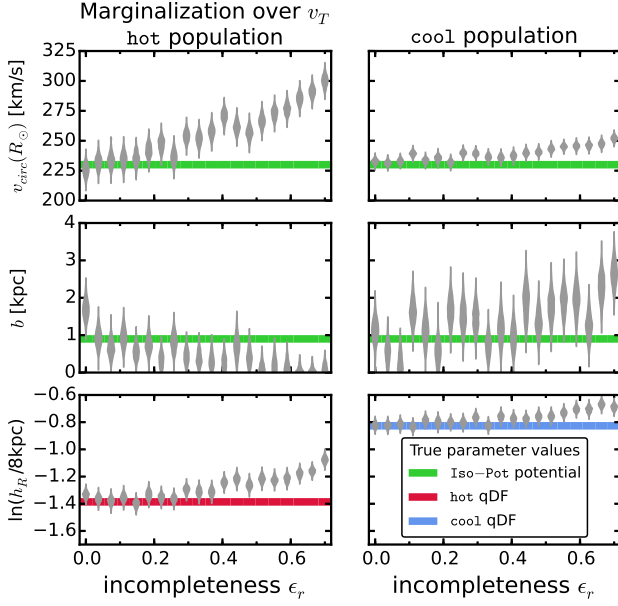 Marginalization over v_T
hot population
cool population
v_circ(R_⊙) [km/s]
325
300
275
250
225
200
b [kpc]
4
3
2
1
0
ln(h_R/8kpc)
−0.6
−0.8
−1.0
−1.2
−1.4
−1.6
True parameter values
Iso−Pot potential
hot qDF
cool qDF
0.0 0.2 0.4 0.6
0.0 0.2 0.4 0.6
incompleteness ϵ_r
incompleteness ϵ_r